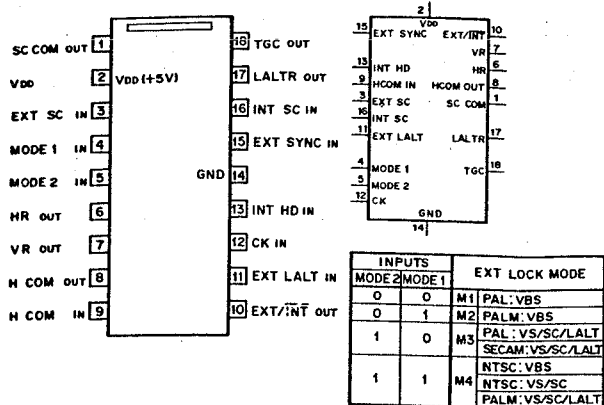 SC COM OUT 1
VDD 2 VDD (+5V)
EXT SC IN 3
MODE 1 IN 4
MODE 2 IN 5
HR OUT 6
VR OUT 7
H COM OUT 8
H COM IN 9
18 TGC OUT
17 LALTR OUT
16 INT SC IN
15 EXT SYNC IN
GND 14
13 INT HD IN
12 CK IN
11 EXT LALT IN
10 EXT/INT OUT
2
VDD
15 EXT SYNC EXT/INT 10
VR 7
13 INT HD HR 6
9 HCOM IN HCOM OUT 8
3 EXT SC SC COM 1
16 INT SC
11 EXT LALT LALTR 17
4 MODE 1 TGC 18
5 MODE 2
12 CK
GND
14
INPUTS EXT LOCK MODE
MODE 2 MODE 1
0 0 M1 PAL: VBS
0 1 M2 PALM: VBS
1 0 M3 PAL: VS/SC/LALT
SECAM: VS/SC/LALT
1 1 M4 NTSC: VBS
NTSC: VS/SC
PALM: VS/SC/LALT